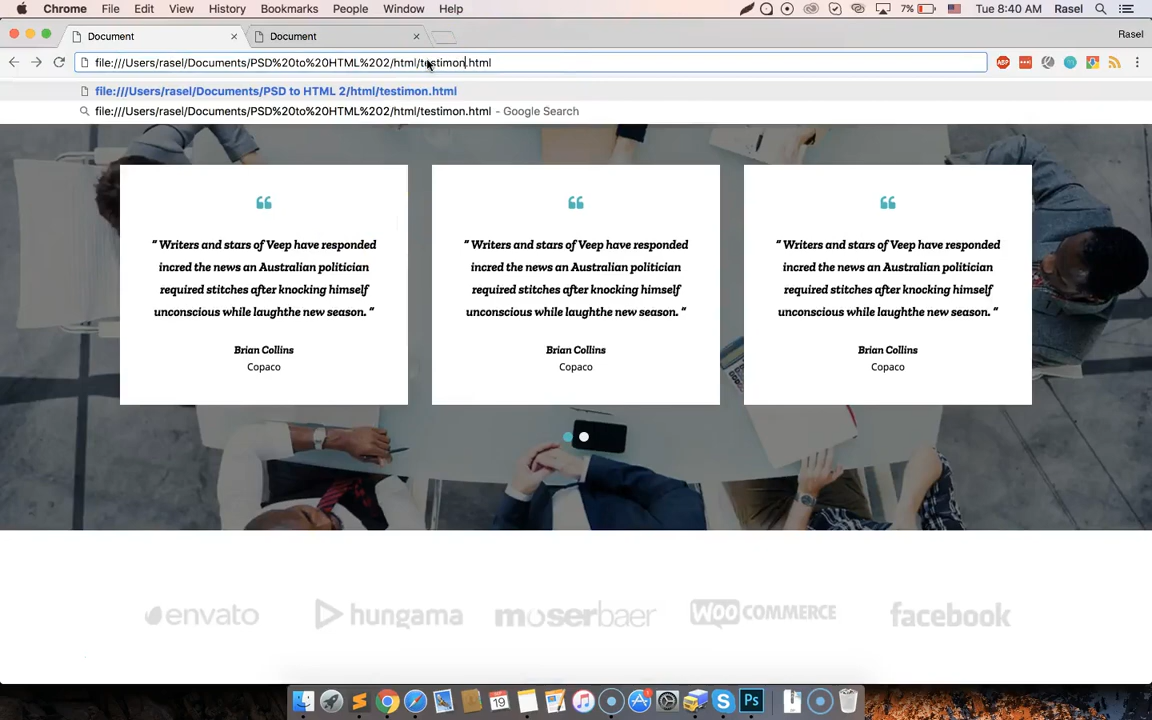 Chrome File Edit View History Bookmarks People Window Help 7% Tue 8:40 AM Rasel
Document Document Rasel
file:///Users/rasel/Documents/PSD%20to%20HTML%202/html/testimon.html ABP
file:///Users/rasel/Documents/PSD to HTML 2/html/testimon.html
file:///Users/rasel/Documents/PSD%20to%20HTML%202/html/testimon.html - Google Search
“ Writers and stars of Veep have responded
incred the news an Australian politician
required stitches after knocking himself
unconscious while laughthe new season. ”
Brian Collins
Copaco
“ Writers and stars of Veep have responded
incred the news an Australian politician
required stitches after knocking himself
unconscious while laughthe new season. ”
Brian Collins
Copaco
“ Writers and stars of Veep have responded
incred the news an Australian politician
required stitches after knocking himself
unconscious while laughthe new season. ”
Brian Collins
Copaco
envato hungama moserbaer WOO COMMERCE facebook
19 1 S Ps